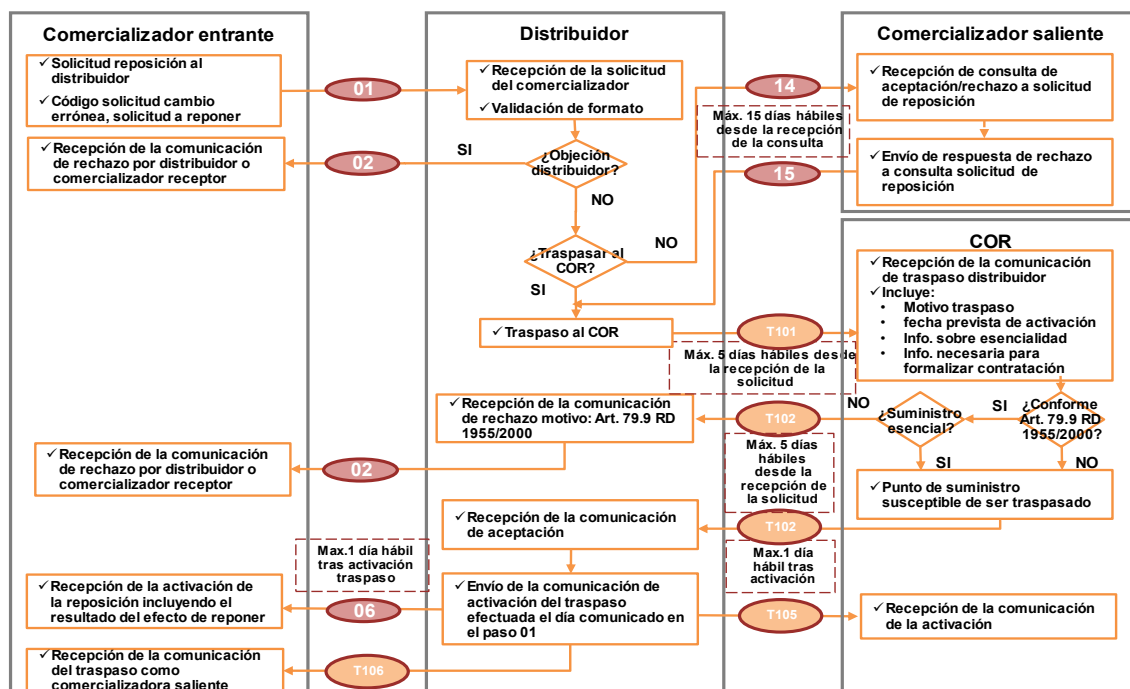 Comercializador entrante
✓ Solicitud reposición al
distribuidor
✓ Código solicitud cambio
errónea, solicitud a reponer
✓ Recepción de la comunicación
de rechazo por distribuidor o
comercializador receptor
✓ Recepción de la comunicación
de rechazo por distribuidor o
comercializador receptor
✓ Recepción de la activación de
la reposición incluyendo el
resultado del efecto de reponer
✓ Recepción de la comunicación
del traspaso como
comercializadora saliente
01
02
SI
02
Max.1 día hábil
tras activación
traspaso
06
T106
Distribuidor
✓ Recepción de la solicitud
del comercializador
✓ Validación de formato
¿Objeción
distribuidor?
NO
¿Traspasar al
COR?
NO
SI
✓ Traspaso al COR
✓ Recepción de la comunicación
de rechazo motivo: Art. 79.9 RD
1955/2000
✓ Recepción de la comunicación
de aceptación
✓ Envío de la comunicación de
activación del traspaso
efectuada el día comunicado en
el paso 01
14
Máx. 15 días hábiles
desde la recepción
de la consulta
15
T101
Máx. 5 días hábiles desde
la recepción de la
solicitud
T102
NO
Máx. 5 días
hábiles
desde la
recepción de
la solicitud
T102
Max.1 día
hábil tras
activación
T105
Comercializador saliente
✓ Recepción de consulta de
aceptación/rechazo a solicitud
de reposición
✓ Envío de respuesta de rechazo
a consulta solicitud de
reposición
COR
✓ Recepción de la comunicación
de traspaso distribuidor
✓ Incluye:
• Motivo traspaso
• fecha prevista de activación
• Info. sobre esencialidad
• Info. necesaria para
formalizar contratación
¿Suministro
esencial?
SI
¿Conforme
Art. 79.9 RD
1955/2000?
SI
NO
✓ Punto de suministro
susceptible de ser traspasado
✓ Recepción de la comunicación
de la activación